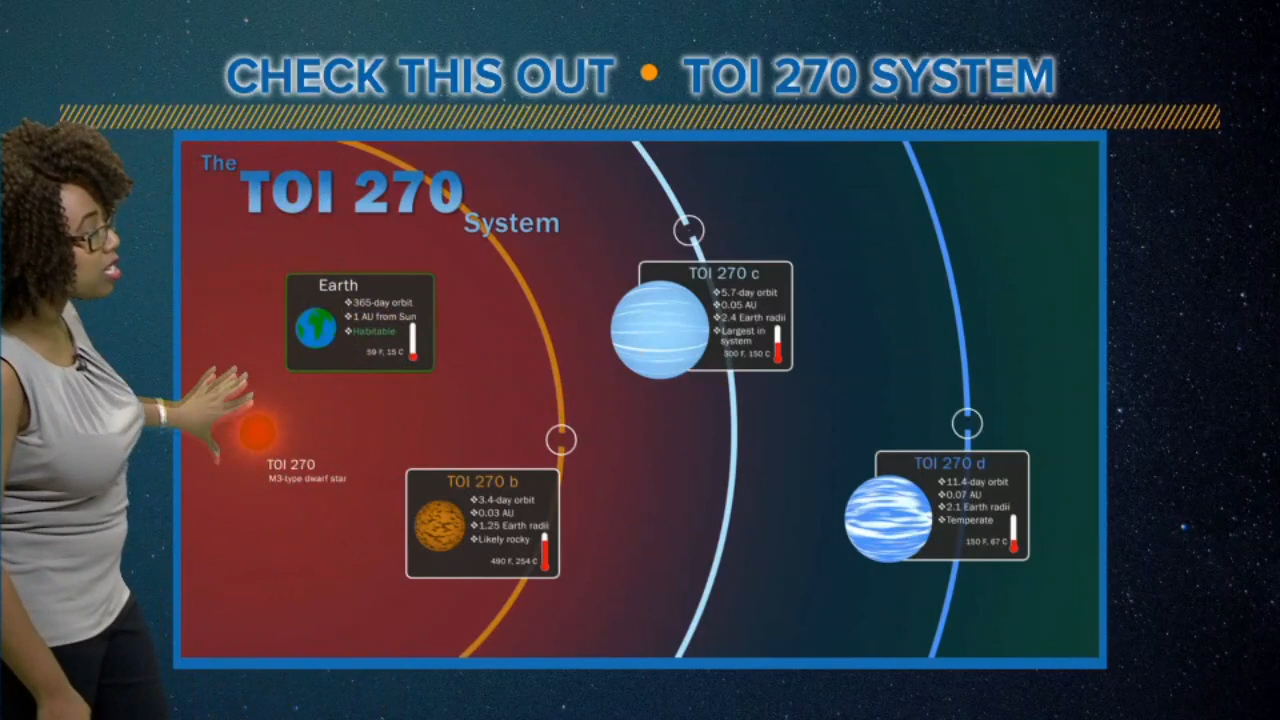 CHECK THIS OUT • TOI 270 SYSTEM
The
TOI 270
System
Earth
❖365-day orbit
❖1 AU from Sun
❖Habitable
59 F, 15 C
TOI 270
M3-type dwarf star
TOI 270 b
❖3.4-day orbit
❖0.03 AU
❖1.25 Earth radii
❖Likely rocky
490 F, 254 C
TOI 270 c
❖5.7-day orbit
❖0.05 AU
❖2.4 Earth radii
❖Largest in
system
300 F, 150 C
TOI 270 d
❖11.4-day orbit
❖0.07 AU
❖2.1 Earth radii
❖Temperate
150 F, 67 C